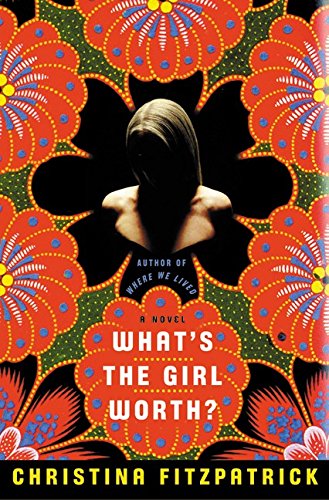 AUTHOR OF
WHERE WE LIVED
A NOVEL
WHAT'S
THE GIRL
WORTH?
CHRISTINA FITZPATRICK